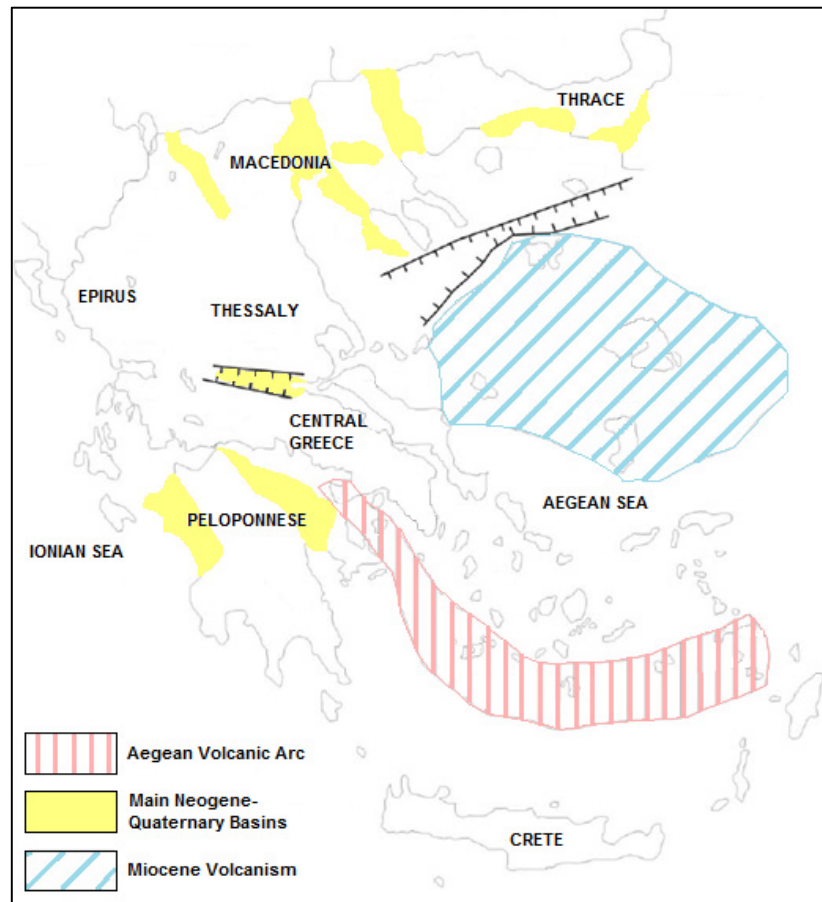 THRACE
MACEDONIA
EPIRUS
THESSALY
CENTRAL
GREECE
AEGEAN SEA
PELOPONNESE
IONIAN SEA
Aegean Volcanic Arc
Main Neogene-
Quaternary Basins
CRETE
Miocene Volcanism